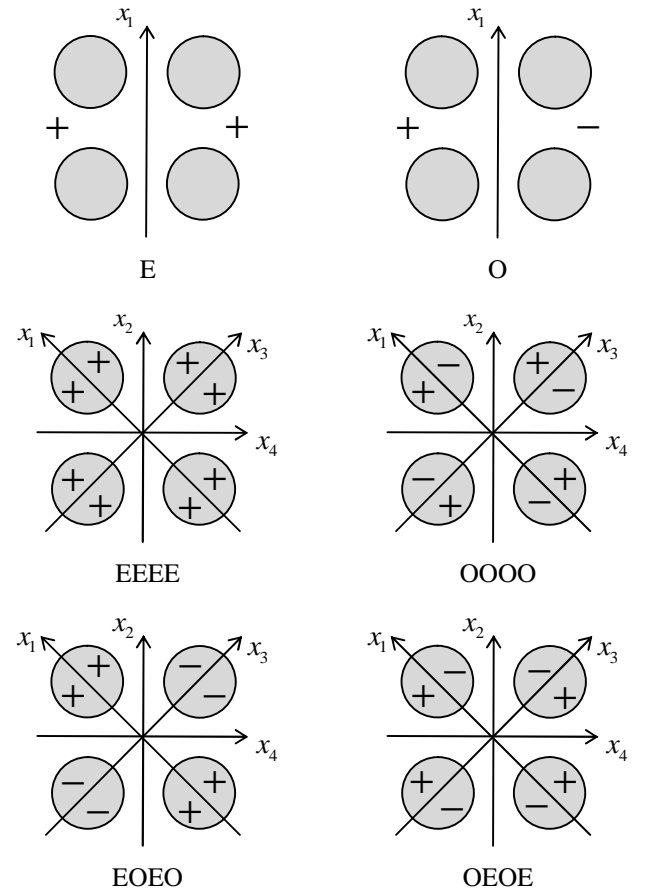 x₁ x₁
+ + + −
E O
x₂ x₂
x₁ x₃ x₁ x₃
+ + − +
+ + + −
x₄ x₄
+ + − +
+ + + −
EEEE OOOO
x₂ x₂
x₁ x₃ x₁ x₃
+ − − −
+ − + +
x₄ x₄
− + + +
− + − −
EOEO OEOE